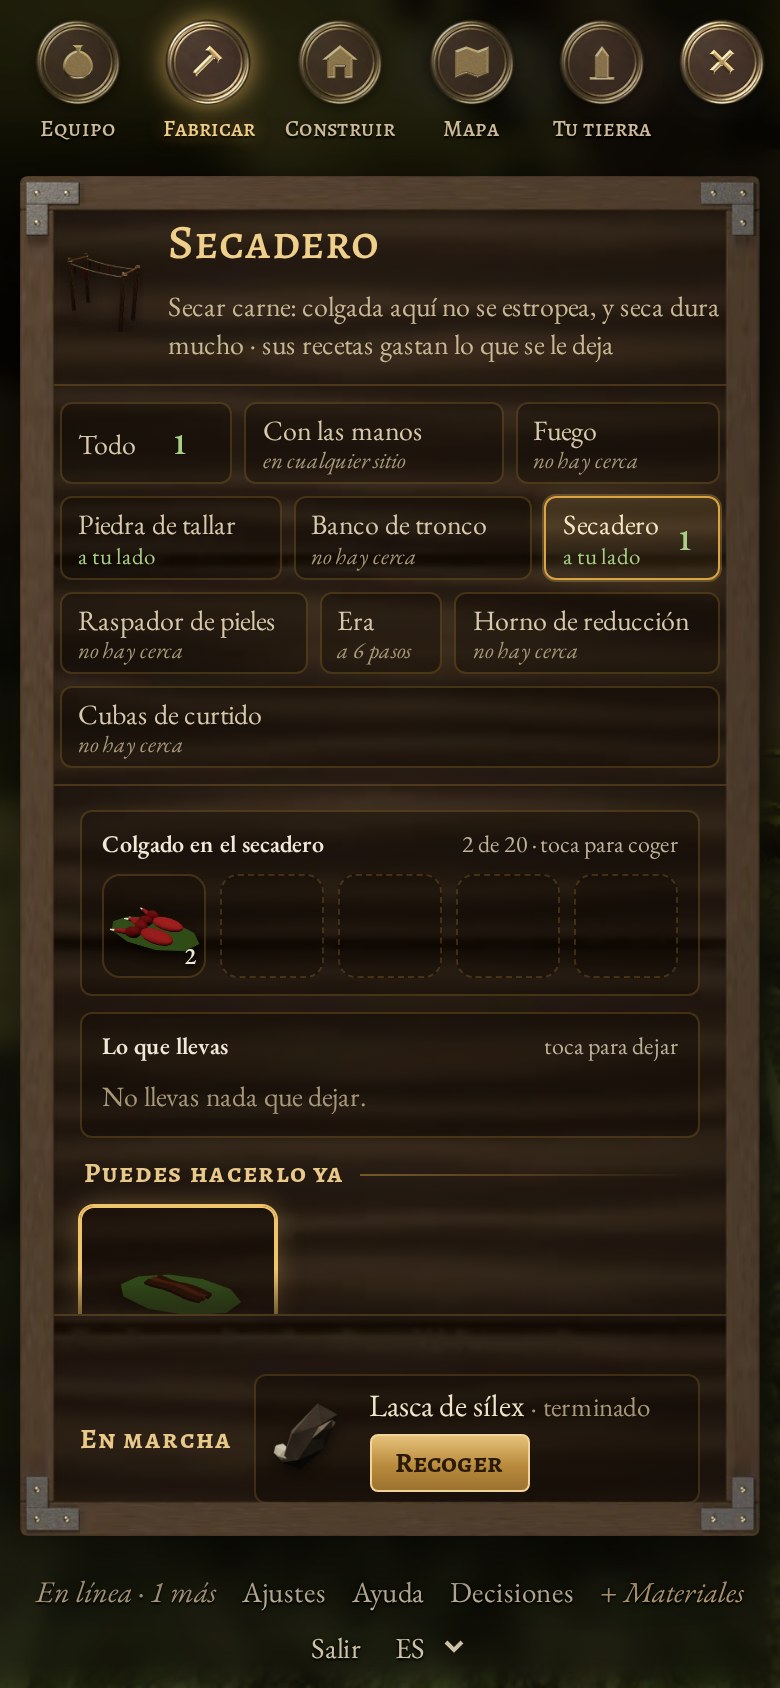 Equipo
Fabricar
Construir
Mapa
Tu tierra
Secadero
Secar carne: colgada aquí no se estropea, y seca dura
mucho · sus recetas gastan lo que se le deja
Todo 1
Con las manos
en cualquier sitio
Fuego
no hay cerca
Piedra de tallar
a tu lado
Banco de tronco
no hay cerca
Secadero 1
a tu lado
Raspador de pieles
no hay cerca
Era
a 6 pasos
Horno de reducción
no hay cerca
Cubas de curtido
no hay cerca
Colgado en el secadero
2 de 20 · toca para coger
2
Lo que llevas
toca para dejar
No llevas nada que dejar.
Puedes hacerlo ya
En marcha
Lasca de sílex · terminado
Recoger
En línea · 1 más Ajustes Ayuda Decisiones + Materiales
Salir ES